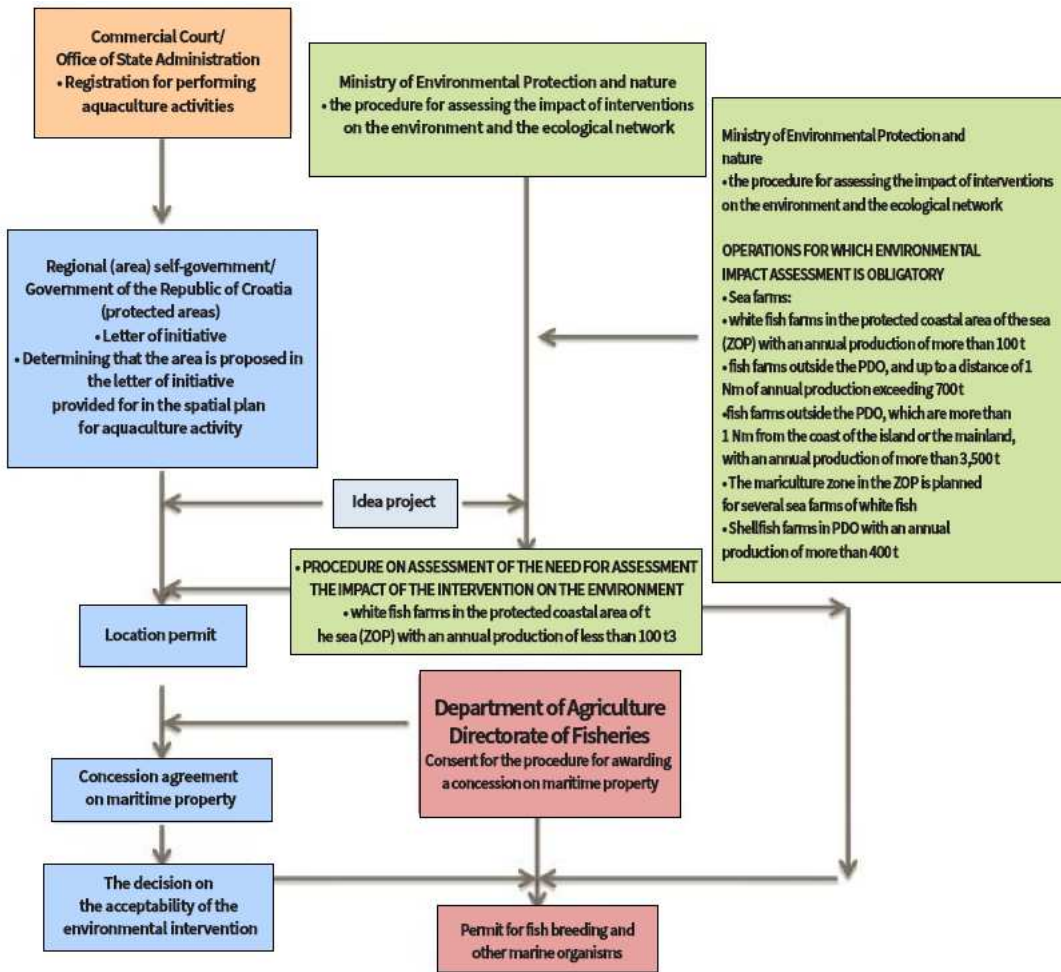 Commercial Court/
Office of State Administration
• Registration for performing
aquaculture activities
Ministry of Environmental Protection and nature
• the procedure for assessing the impact of interventions
on the environment and the ecological network
Ministry of Environmental Protection and
nature
• the procedure for assessing the impact of interventions
on the environment and the ecological network
OPERATIONS FOR WHICH ENVIRONMENTAL
IMPACT ASSESSMENT IS OBLIGATORY
• Sea farms:
• white fish farms in the protected coastal area of the sea
(ZOP) with an annual production of more than 100 t
• fish farms outside the PDO, and up to a distance of 1
Nm of annual production exceeding 700 t
•fish farms outside the PDO, which are more than
1 Nm from the coast of the island or the mainland,
with an annual production of more than 3,500 t
• The mariculture zone in the ZOP is planned
for several sea farms of white fish
• Shellfish farms in PDO with an annual
production of more than 400 t
Regional (area) self-government/
Government of the Republic of Croatia
(protected areas)
• Letter of initiative
• Determining that the area is proposed in
the letter of initiative
provided for in the spatial plan
for aquaculture activity
Idea project
• PROCEDURE ON ASSESSMENT OF THE NEED FOR ASSESSMENT
THE IMPACT OF THE INTERVENTION ON THE ENVIRONMENT
• white fish farms in the protected coastal area of t
he sea (ZOP) with an annual production of less than 100 t3
Location permit
Department of Agriculture
Directorate of Fisheries
Consent for the procedure for awarding
a concession on maritime property
Concession agreement
on maritime property
The decision on
the acceptability of the
environmental intervention
Permit for fish breeding and
other marine organisms